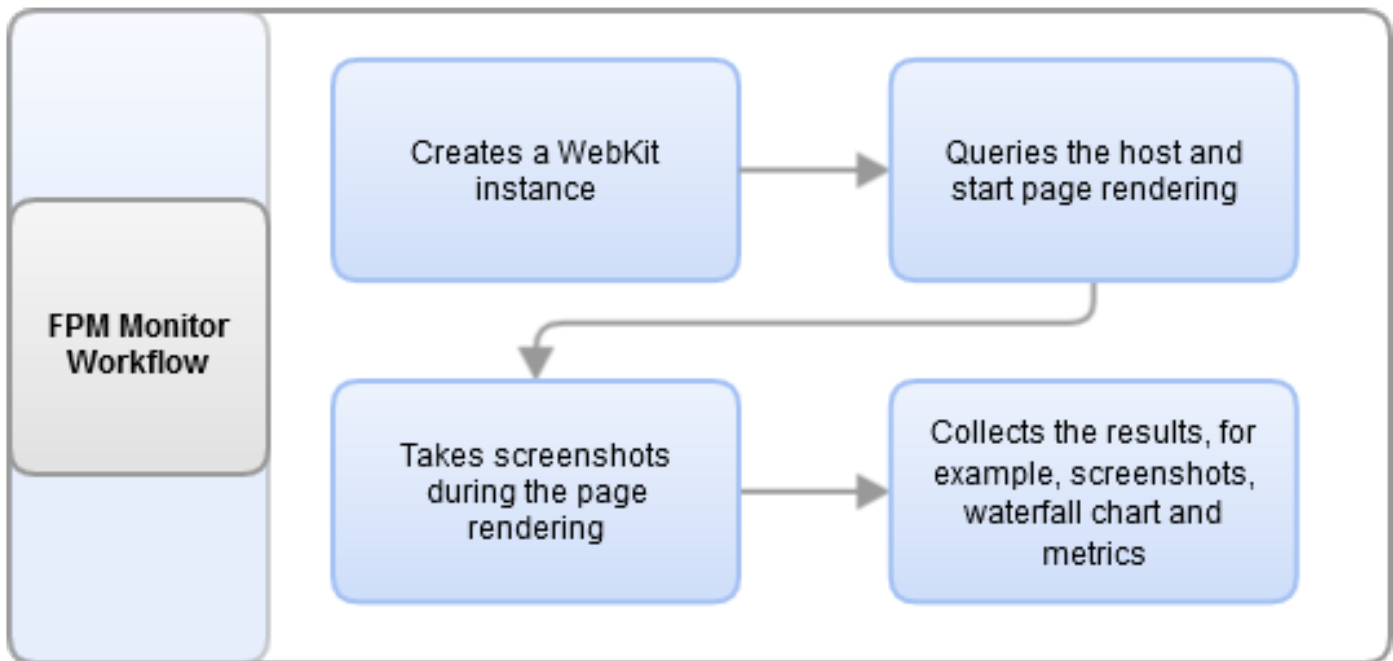 FPM Monitor
Workflow
Creates a WebKit
instance
Queries the host and
start page rendering
Takes screenshots
during the page
rendering
Collects the results, for
example, screenshots,
waterfall chart and
metrics